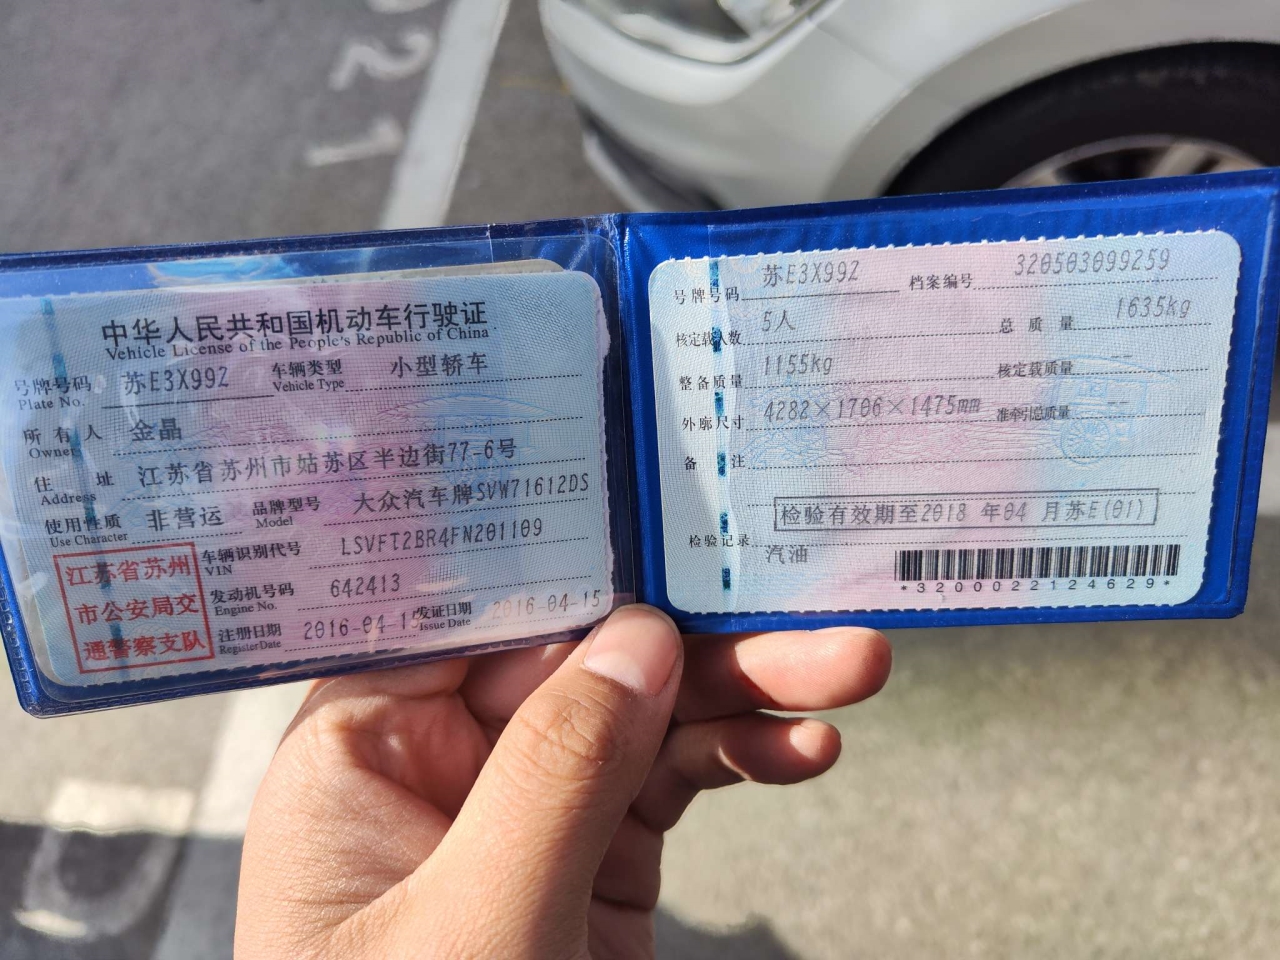 2
1
中华人民共和国机动车行驶证
Vehicle License of the People's Republic of China
号牌号码 苏E3X99Z 车辆类型 小型轿车
Plate No. Vehicle Type
所有人 金晶
Owner
住址 江苏省苏州市姑苏区半边街77-6号
Address
使用性质 非营运 品牌型号 大众汽车牌SVW71612DS
Use Character Model
江苏省苏州
市公安局交
通警察支队
车辆识别代号 LSVFT2BR4FN201109
VIN
发动机号码 642413
Engine No.
注册日期 2016-04-15 发证日期 2016-04-15
Register Date Issue Date
号牌号码 苏E3X99Z 档案编号 320503099259
核定载人数 5人 总质量 1635kg
整备质量 1155kg 核定载质量 --
外廓尺寸 4282×1706×1475mm 准牵引总质量 --
备注
检验有效期至2018 年04 月苏E(01)
检验记录
汽油
*3200022124629*